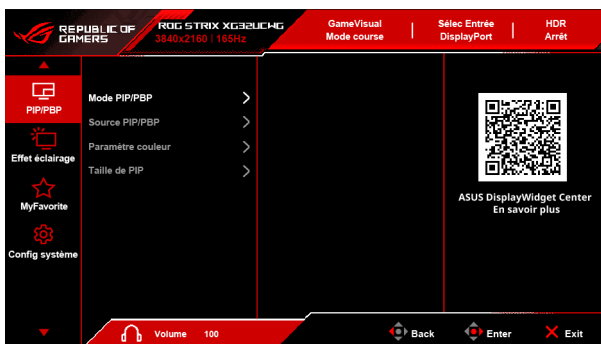 REPUBLIC OF
GAMERS
ROG STRIX XG32UCWG
3840x2160 | 165Hz
GameVisual
Mode course
Sélec Entrée
DisplayPort
HDR
Arrêt
PIP/PBP
Effet éclairage
MyFavorite
Config système
Mode PIP/PBP
Source PIP/PBP
Paramètre couleur
Taille de PIP
ASUS DisplayWidget Center
En savoir plus
Volume 100
Back
Enter
Exit